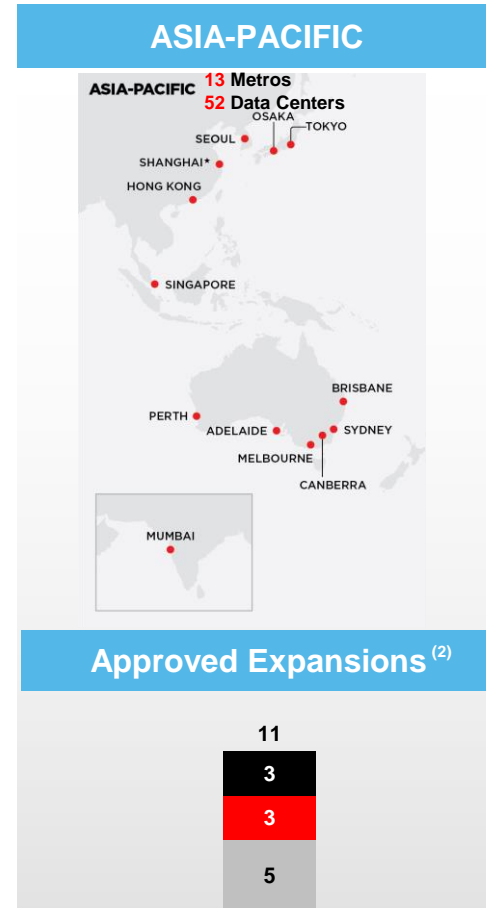 ASIA-PACIFIC
ASIA-PACIFIC 13 Metros
52 Data Centers
OSAKA
TOKYO
SEOUL
SHANGHAI*
HONG KONG
SINGAPORE
BRISBANE
PERTH
ADELAIDE
SYDNEY
MELBOURNE
CANBERRA
MUMBAI
Approved Expansions (2)
11
3
3
5